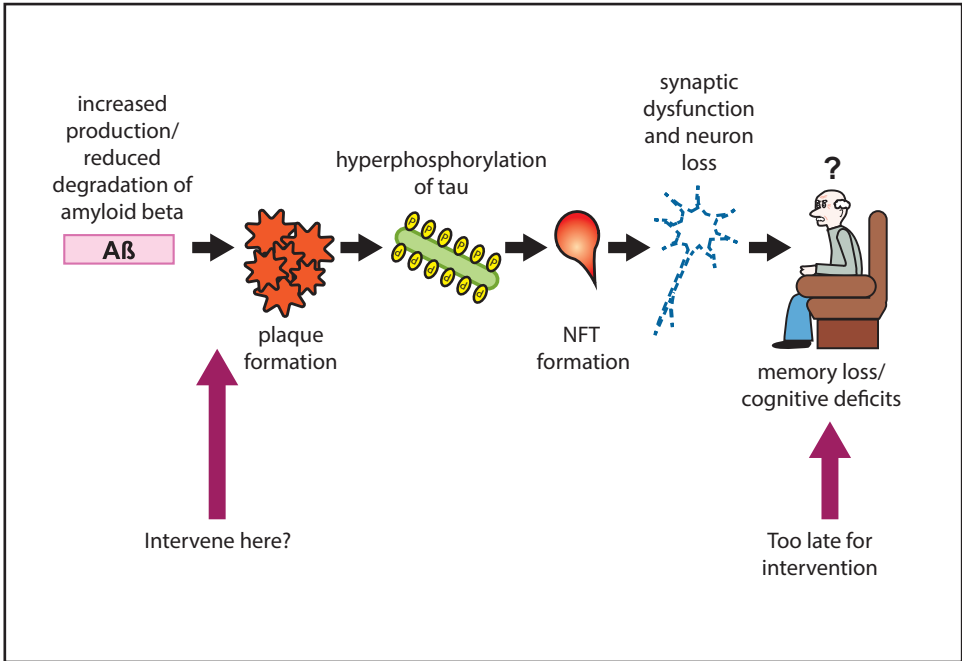 increased
production/
reduced
degradation of
amyloid beta
Aß
plaque
formation
hyperphosphorylation
of tau
P P P P P P
P P P P P P
NFT
formation
synaptic
dysfunction
and neuron
loss
?
memory loss/
cognitive deficits
Intervene here?
Too late for
intervention